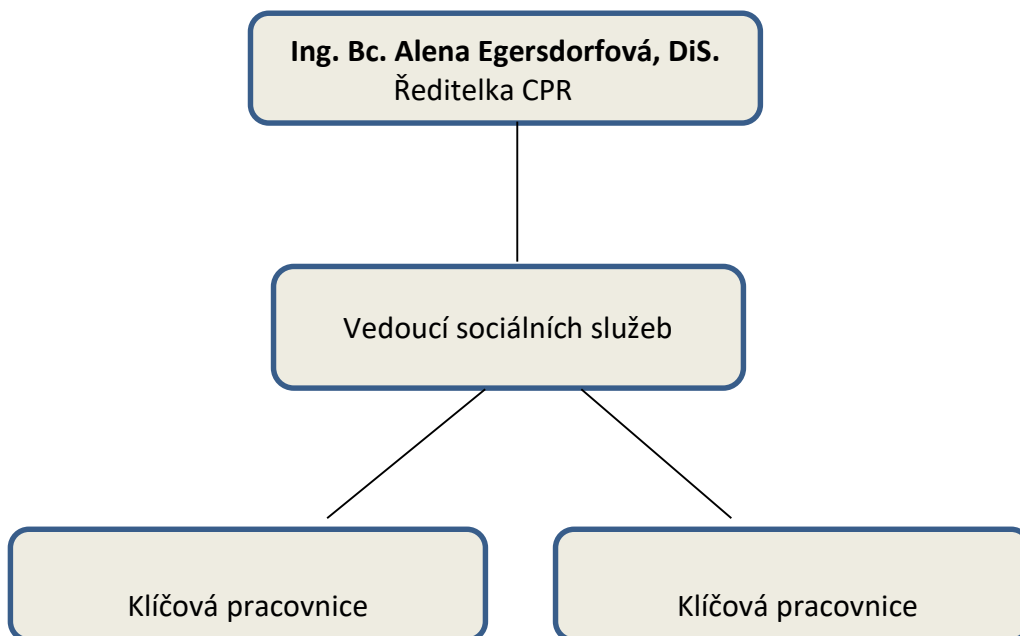 Ing. Bc. Alena Egersdorfová, DiS.
Ředitelka CPR
Vedoucí sociálních služeb
Klíčová pracovnice
Klíčová pracovnice